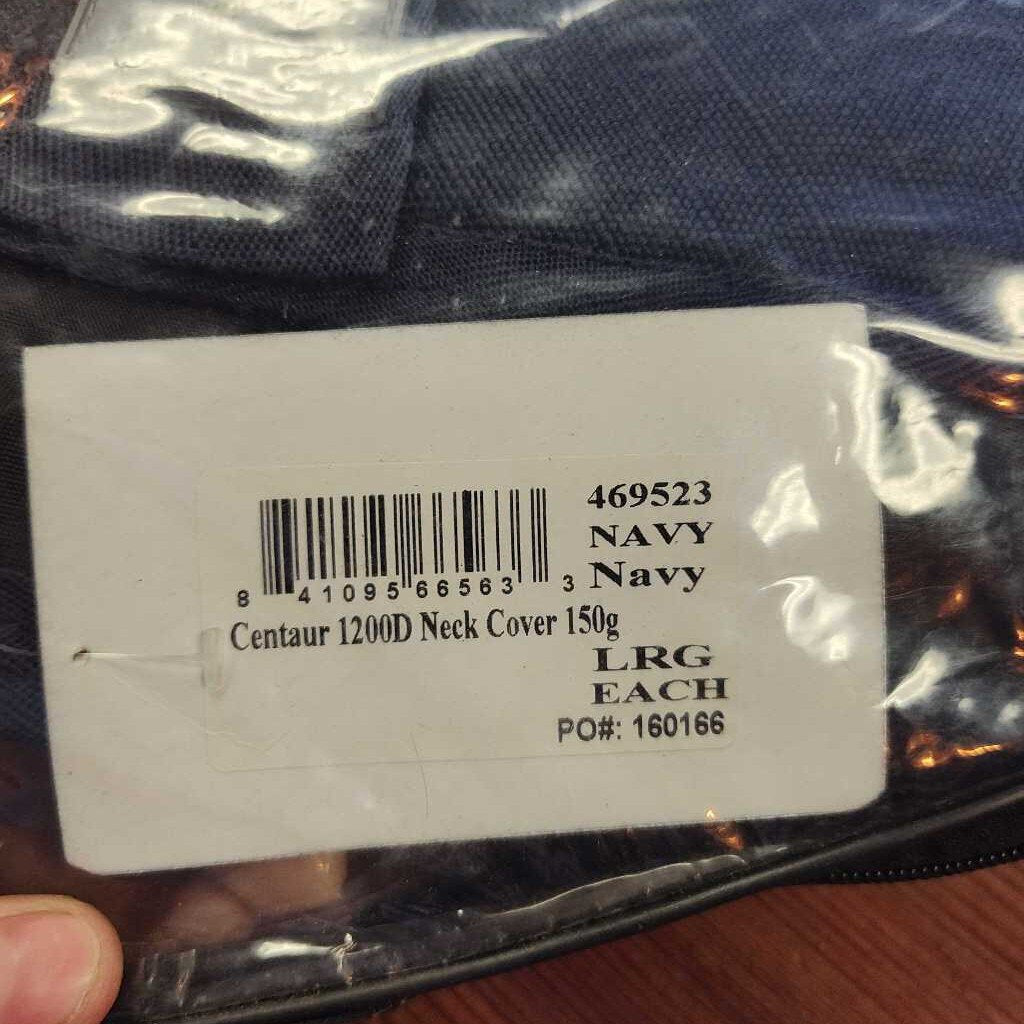 469523
NAVY
Navy
8 41095 66563 3
Centaur 1200D Neck Cover 150g
LRG
EACH
PO#: 160166